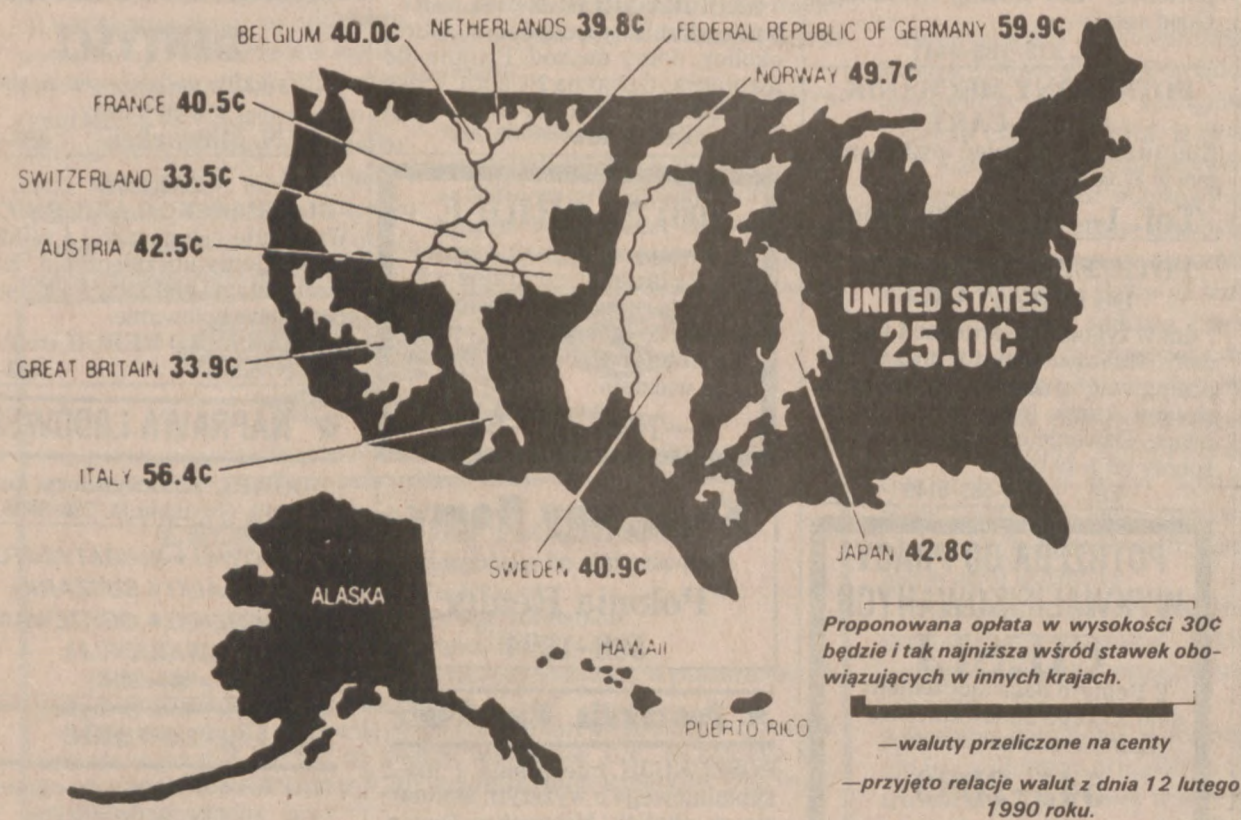 BELGIUM 40.0¢
NETHERLANDS 39.8¢
FEDERAL REPUBLIC OF GERMANY 59.9¢
NORWAY 49.7¢
FRANCE 40.5¢
SWITZERLAND 33.5¢
AUSTRIA 42.5¢
UNITED STATES
25.0¢
GREAT BRITAIN 33.9¢
ITALY 56.4¢
SWEDEN 40.9¢
JAPAN 42.8¢
ALASKA
HAWAII
PUERTO RICO
Proponowana opłata w wysokości 30¢
będzie i tak najniższa wśród stawek obo-
wiązujących w innych krajach.
—waluty przeliczone na centy
—przyjęto relacje walut z dnia 12 lutego
1990 roku.